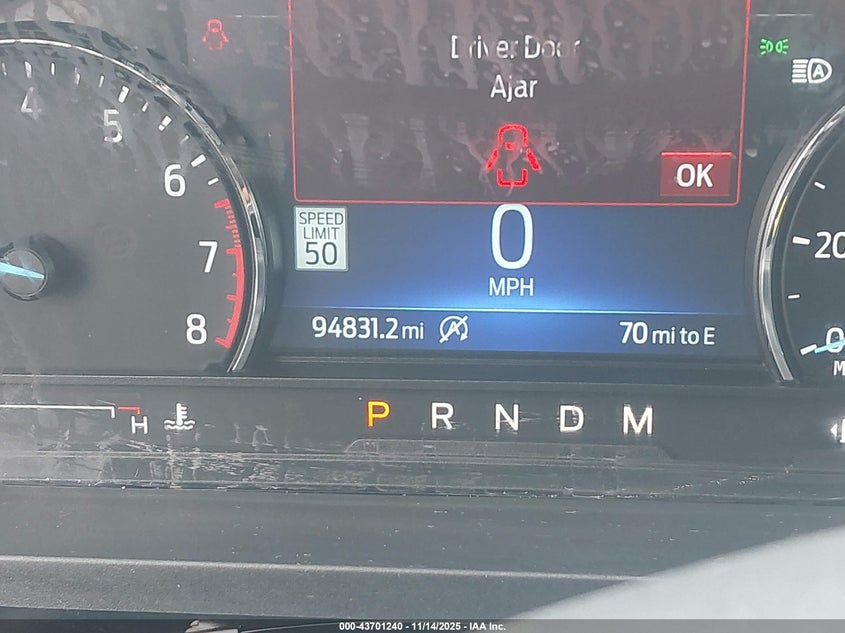 Driver Door
Ajar
OK
4
5
6
7
8
SPEED
LIMIT
50
0
MPH
20
0
94831.2 mi
70 mi to E
H
P R N D M
A
A
000-43701240 - 11/14/2025 - IAA Inc.